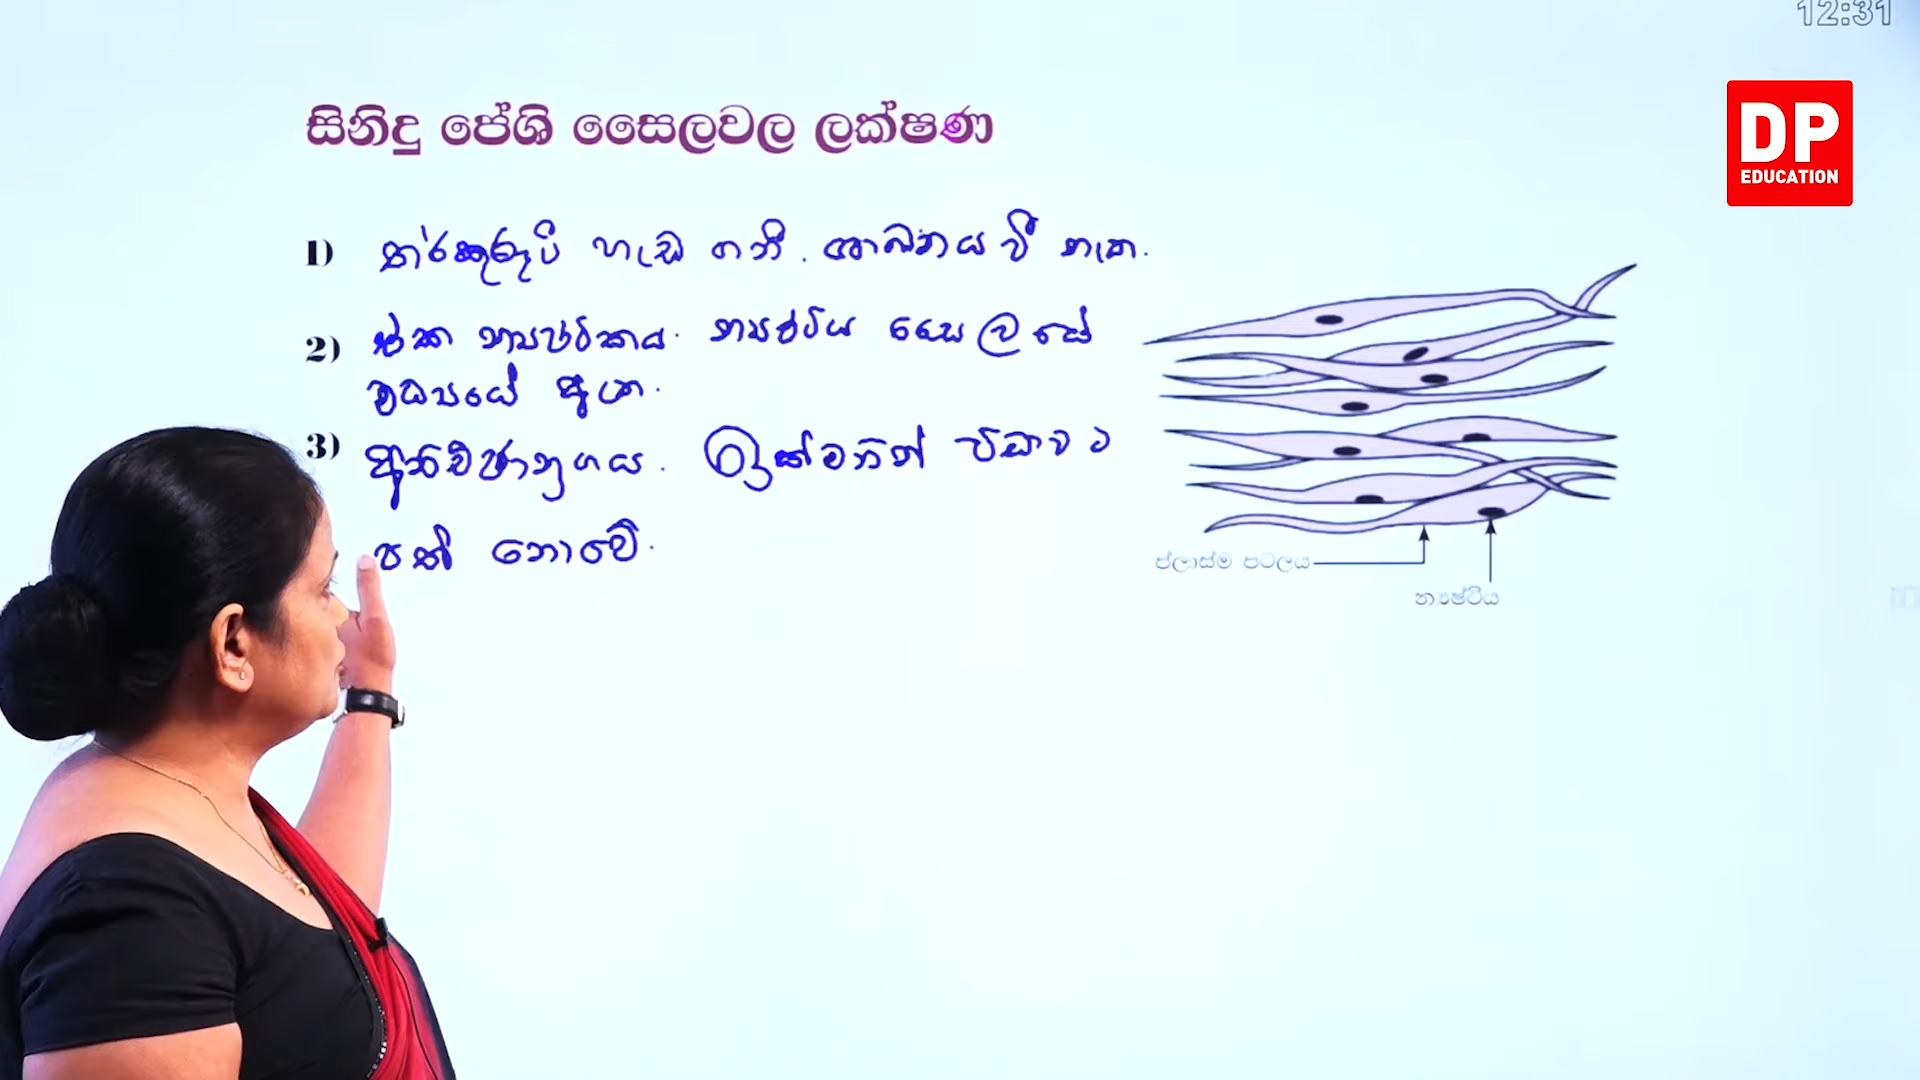 12:31
DP
EDUCATION
සිනිඳු පේශි සෛලවල ලක්ෂණ
1) තර්කුරූපී හැඩ ගනී. ශාඛනය වී නැත.
2) ඒක න්‍යෂ්ටිකය. න්‍යෂ්ටිය සෛලයේ
මධ්‍යයේ ඇත.
3) අනිච්ඡානුගය. ඉක්මනින් විඩාවට
පත් නොවේ.
ප්ලාස්ම පටලය
න්‍යෂ්ටිය